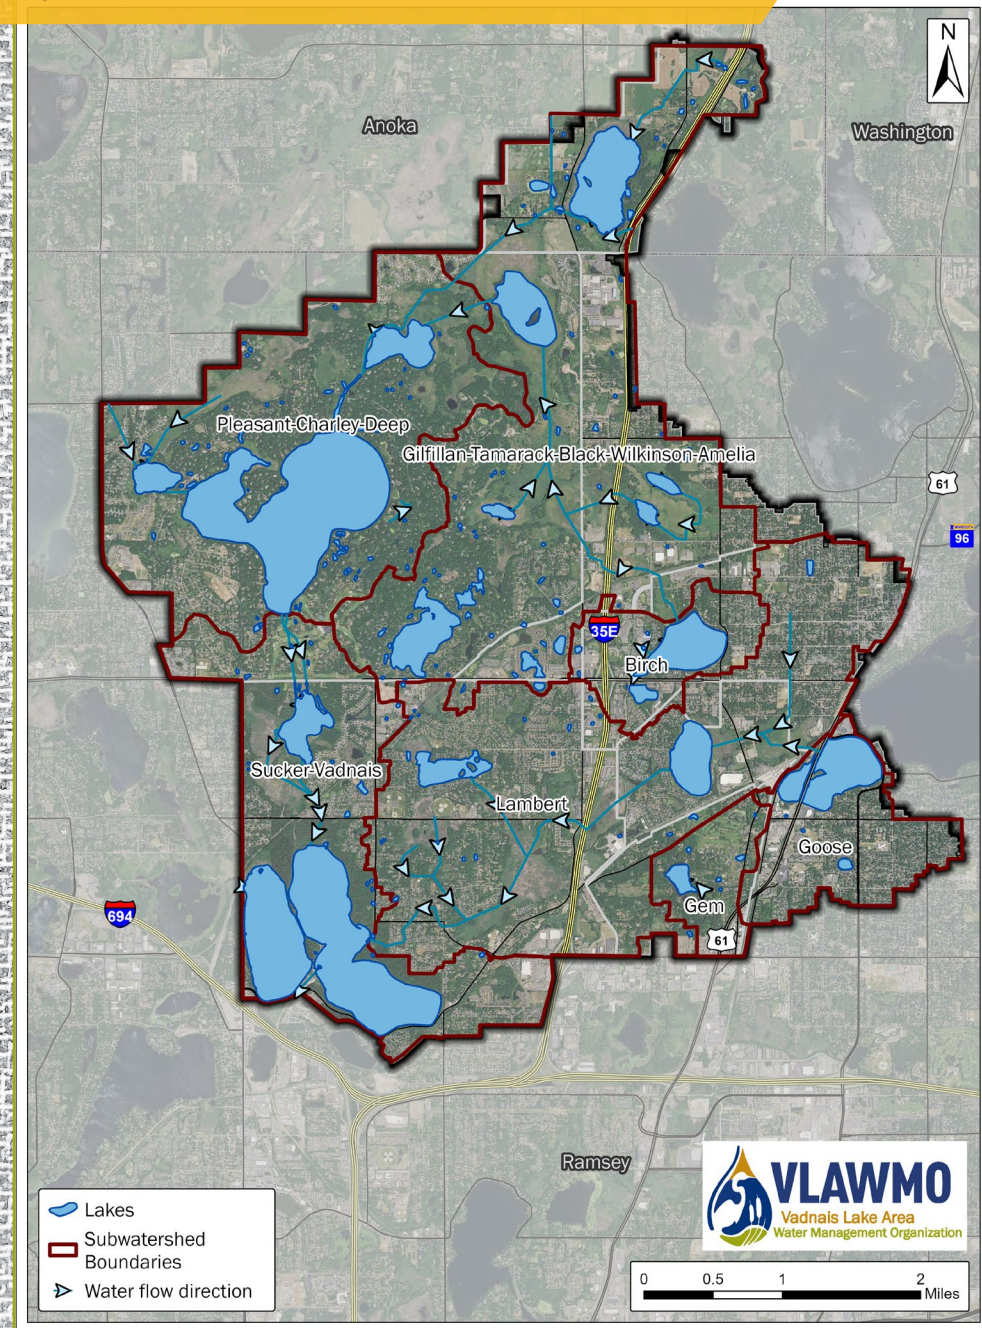 N
Anoka
Washington
Pleasant-Charley-Deep
Gilfillan-Tamarack-Black-Wilkinson-Amelia
61
MINNESOTA
96
35E
Birch
Sucker-Vadnais
Lambert
Goose
Gem
694
61
Ramsey
Lakes
Subwatershed
Boundaries
Water flow direction
VLAWMO
Vadnais Lake Area
Water Management Organization
0 0.5 1 2
Miles